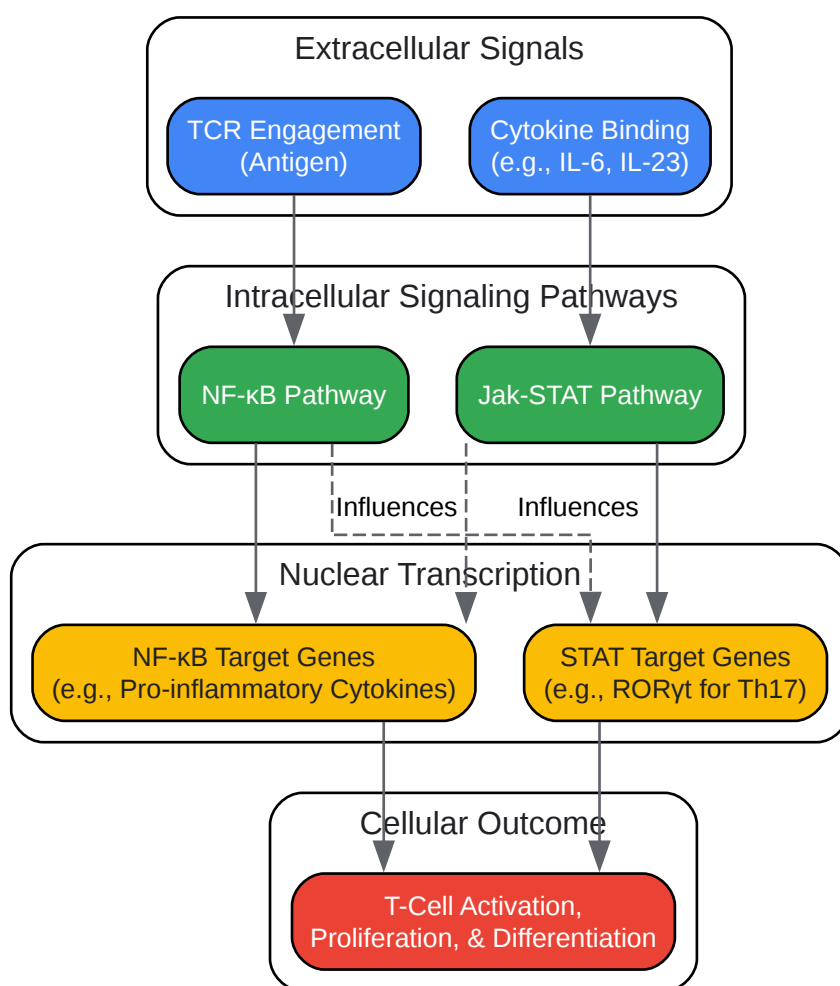 Extracellular Signals
TCR Engagement
(Antigen)
Cytokine Binding
(e.g., IL-6, IL-23)
Intracellular Signaling Pathways
NF-κB Pathway
Jak-STAT Pathway
Influences
Influences
Nuclear Transcription
NF-κB Target Genes
(e.g., Pro-inflammatory Cytokines)
STAT Target Genes
(e.g., RORγt for Th17)
Cellular Outcome
T-Cell Activation,
Proliferation, & Differentiation